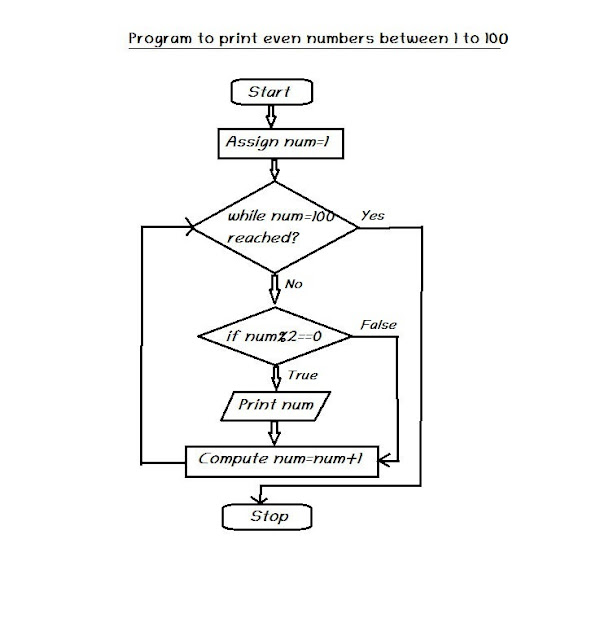 Program to print even numbers between 1 to 100
Start
Assign num=1
while num=100
reached?
Yes
No
if num%2==0
False
True
Print num
Compute num=num+1
Stop